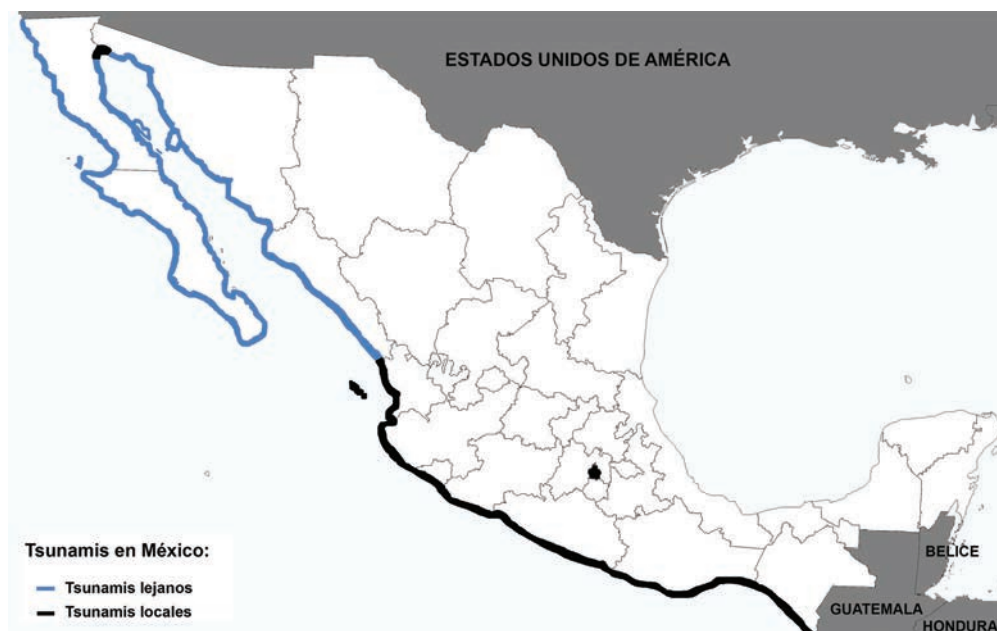 ESTADOS UNIDOS DE AMÉRICA
Tsunamis en México:
Tsunamis lejanos
Tsunamis locales
BELICE
GUATEMALA
HONDURA